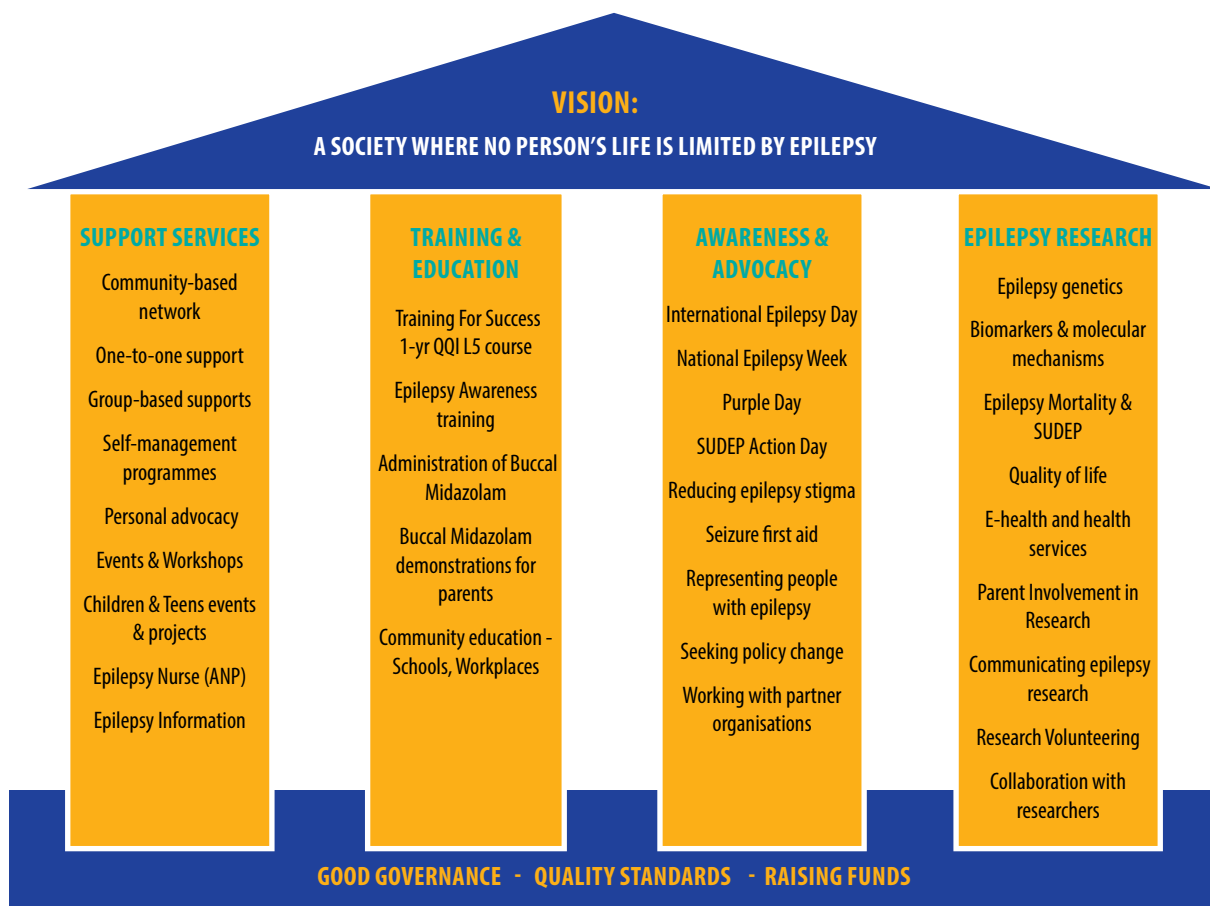 VISION:
A SOCIETY WHERE NO PERSON'S LIFE IS LIMITED BY EPILEPSY
SUPPORT SERVICES
Community-based
network
One-to-one support
Group-based supports
Self-management
programmes
Personal advocacy
Events & Workshops
Children & Teens events
& projects
Epilepsy Nurse (ANP)
Epilepsy Information
TRAINING &
EDUCATION
Training For Success
1-yr QQI L5 course
Epilepsy Awareness
training
Administration of Buccal
Midazolam
Buccal Midazolam
demonstrations for
parents
Community education -
Schools, Workplaces
AWARENESS &
ADVOCACY
International Epilepsy Day
National Epilepsy Week
Purple Day
SUDEP Action Day
Reducing epilepsy stigma
Seizure first aid
Representing people
with epilepsy
Seeking policy change
Working with partner
organisations
EPILEPSY RESEARCH
Epilepsy genetics
Biomarkers & molecular
mechanisms
Epilepsy Mortality &
SUDEP
Quality of life
E-health and health
services
Parent Involvement in
Research
Communicating epilepsy
research
Research Volunteering
Collaboration with
researchers
GOOD GOVERNANCE - QUALITY STANDARDS - RAISING FUNDS